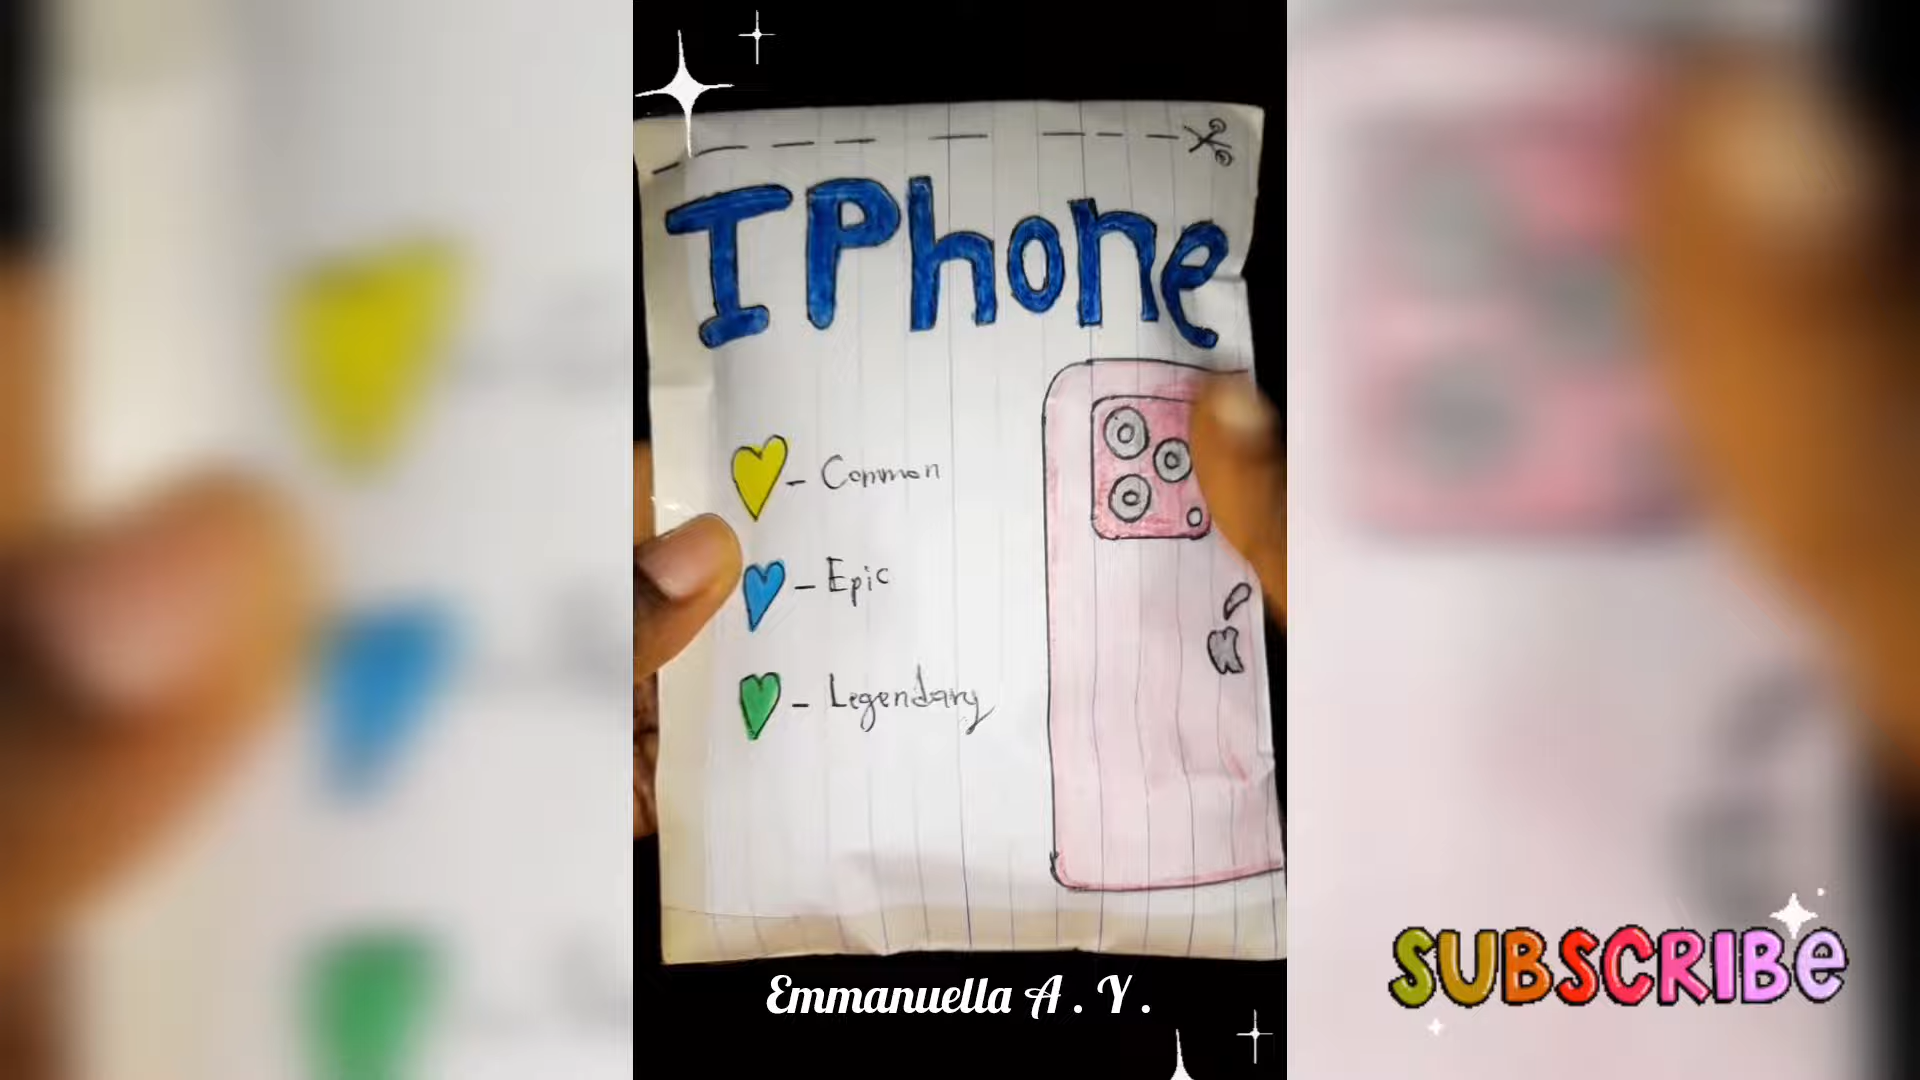 IPhone
- Common
- Epic
- Legendary
Emmanuella A. Y.
SUBSCRIBE